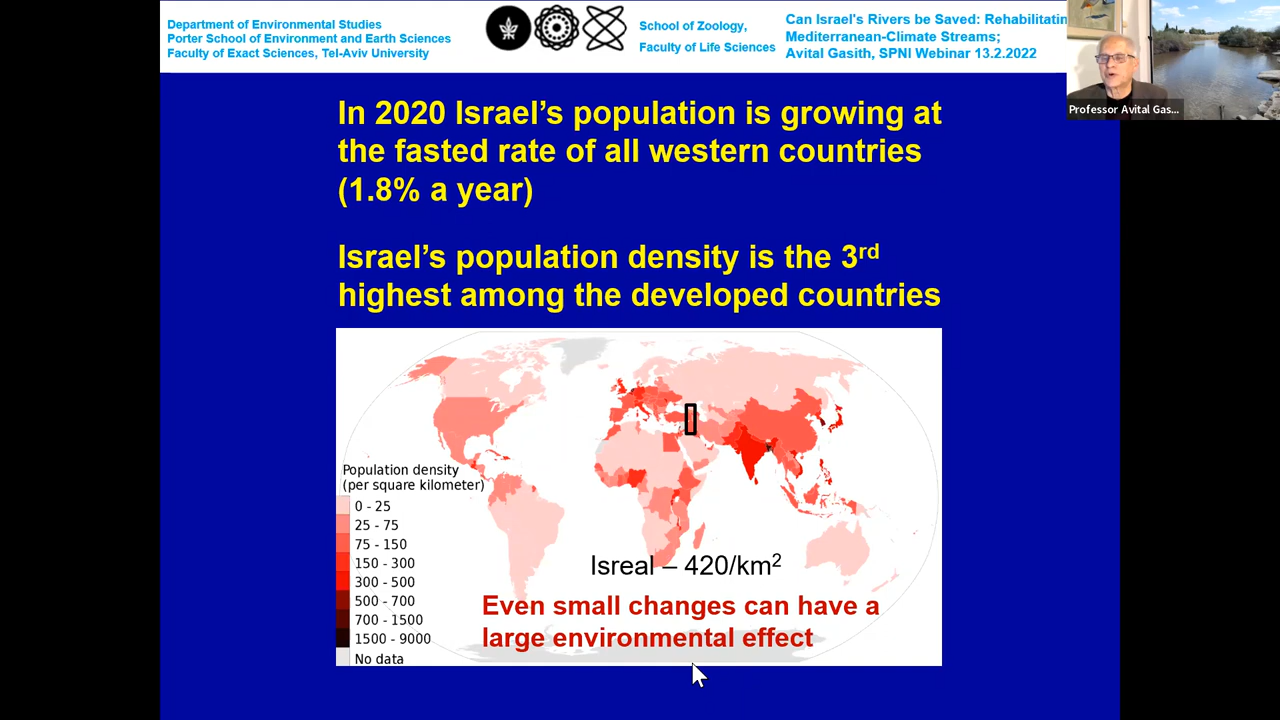 Department of Environmental Studies
Porter School of Environment and Earth Sciences
Faculty of Exact Sciences, Tel-Aviv University
School of Zoology,
Faculty of Life Sciences
Can Israel's Rivers be Saved: Rehabilitatin
Mediterranean-Climate Streams;
Avital Gasith, SPNI Webinar 13.2.2022
Professor Avital Gas...
In 2020 Israel’s population is growing at
the fasted rate of all western countries
(1.8% a year)
Israel’s population density is the 3rd
highest among the developed countries
Population density
(per square kilometer)
0 - 25
25 - 75
75 - 150
150 - 300
300 - 500
500 - 700
700 - 1500
1500 - 9000
No data
Isreal – 420/km2
Even small changes can have a
large environmental effect